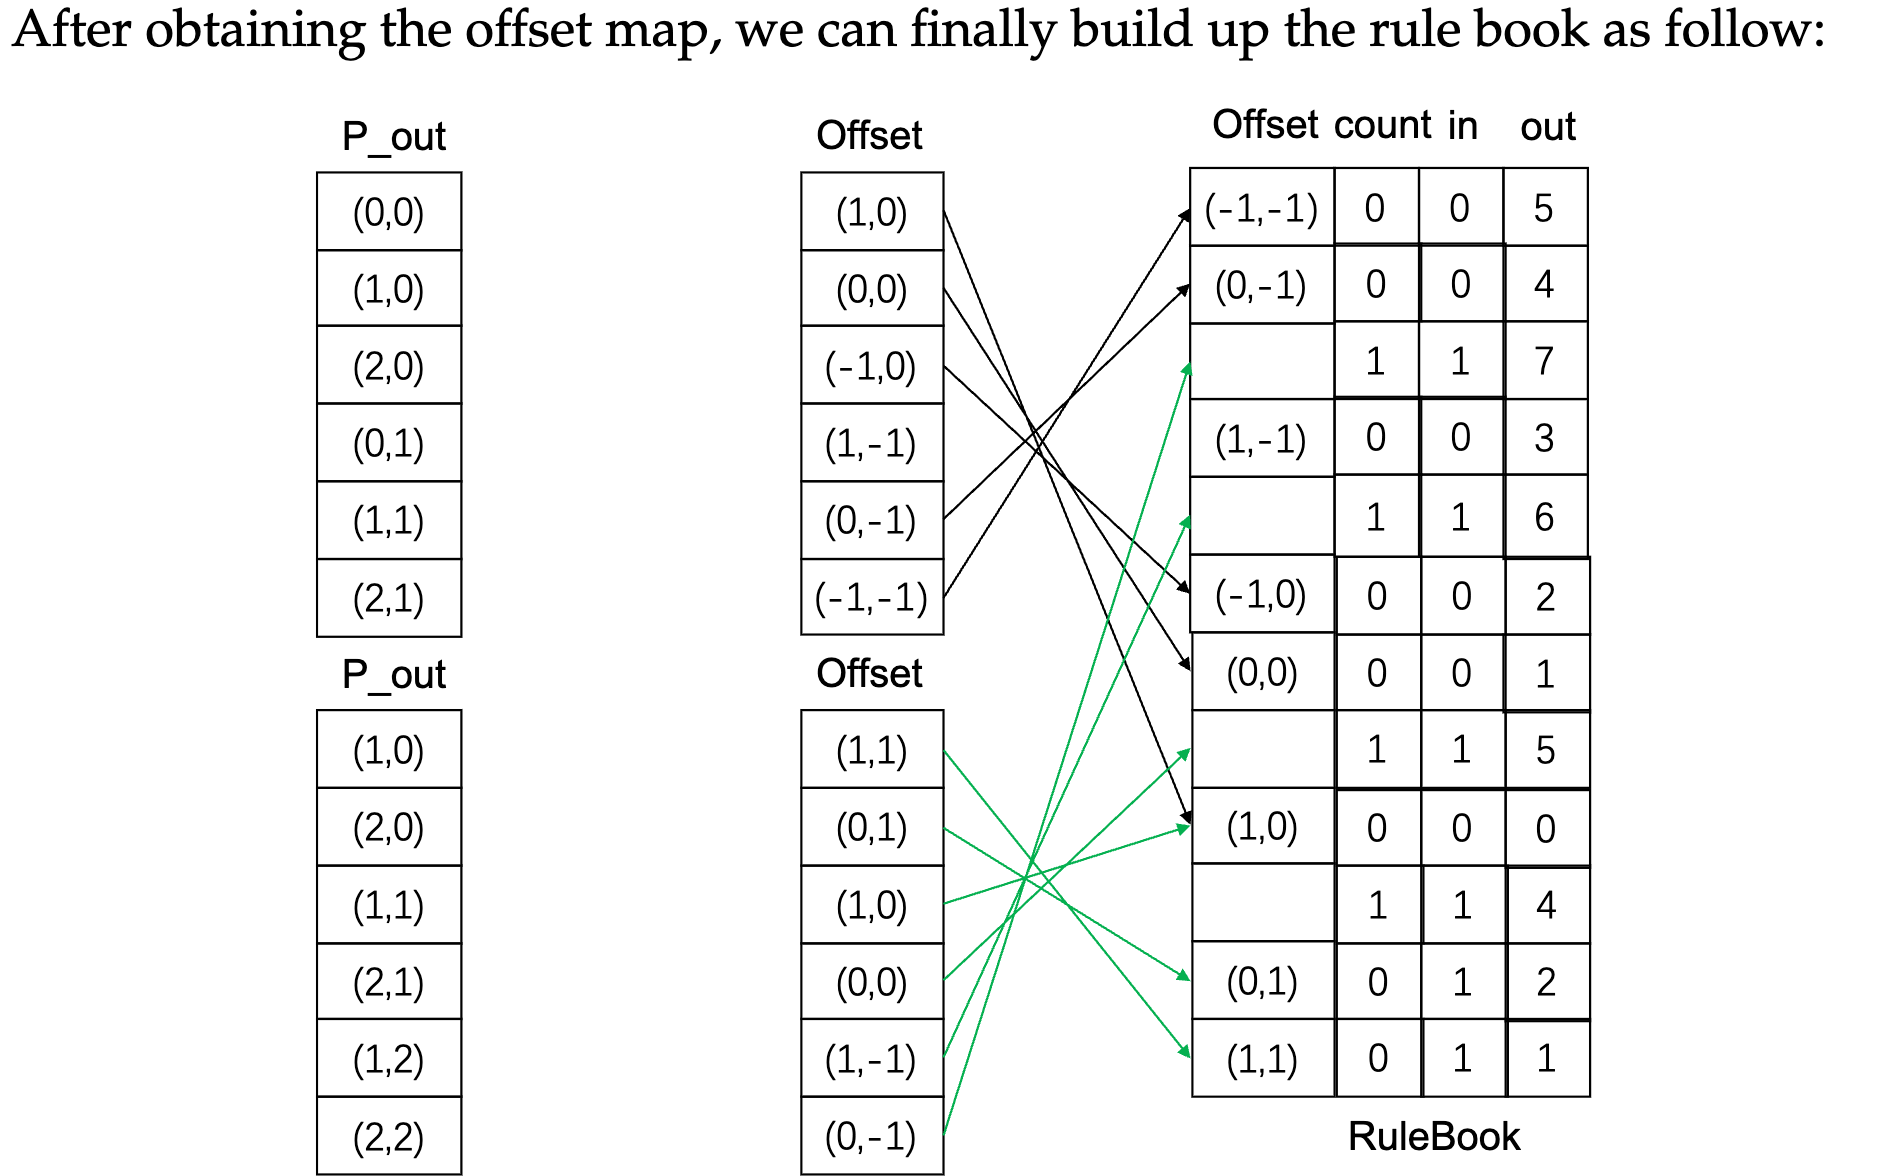 After obtaining the offset map, we can finally build up the rule book as follow:
P_out Offset Offset count in out
(0,0) (1,0) (-1,-1) 0 0 5
(1,0) (0,0) (0,-1) 0 0 4
(2,0) (-1,0) 1 1 7
(0,1) (1,-1) (1,-1) 0 0 3
(1,1) (0,-1) 1 1 6
(2,1) (-1,-1) (-1,0) 0 0 2
P_out Offset (0,0) 0 0 1
(1,0) (1,1) 1 1 5
(2,0) (0,1) (1,0) 0 0 0
(1,1) (1,0) 1 1 4
(2,1) (0,0) (0,1) 0 1 2
(1,2) (1,-1) (1,1) 0 1 1
(2,2) (0,-1) RuleBook